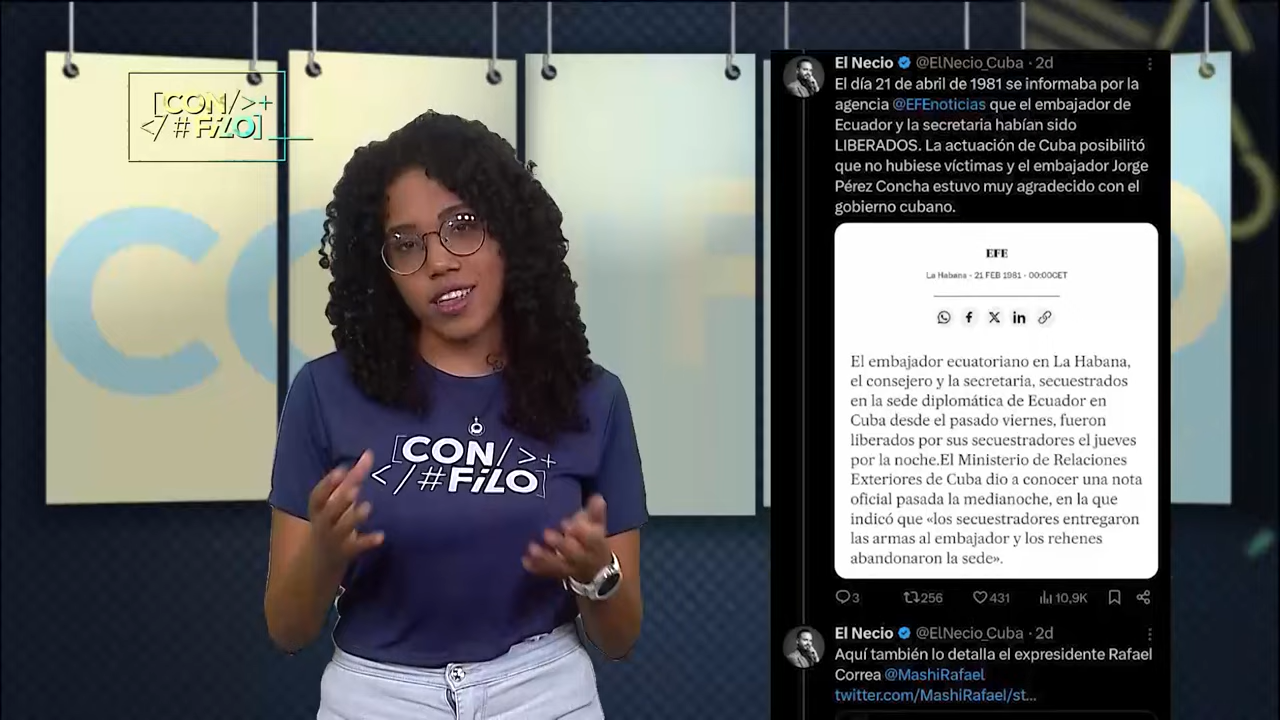 [CON/>+
</#FiLO]
CON
F
O
[CON/>+
</#FiLO]
El Necio @ElNecio_Cuba · 2d
El día 21 de abril de 1981 se informaba por la
agencia @EFEnoticias que el embajador de
Ecuador y la secretaria habían sido
LIBERADOS. La actuación de Cuba posibilitó
que no hubiese víctimas y el embajador Jorge
Pérez Concha estuvo muy agradecido con el
gobierno cubano.
EFE
La Habana - 21 FEB 1981 - 00:00CET
El embajador ecuatoriano en La Habana,
el consejero y la secretaria, secuestrados
en la sede diplomática de Ecuador en
Cuba desde el pasado viernes, fueron
liberados por sus secuestradores el jueves
por la noche.El Ministerio de Relaciones
Exteriores de Cuba dio a conocer una nota
oficial pasada la medianoche, en la que
indicó que «los secuestradores entregaron
las armas al embajador y los rehenes
abandonaron la sede».
3 256 431 10,9K
El Necio @ElNecio_Cuba · 2d
Aquí también lo detalla el expresidente Rafael
Correa @MashiRafael
twitter.com/MashiRafael/st...